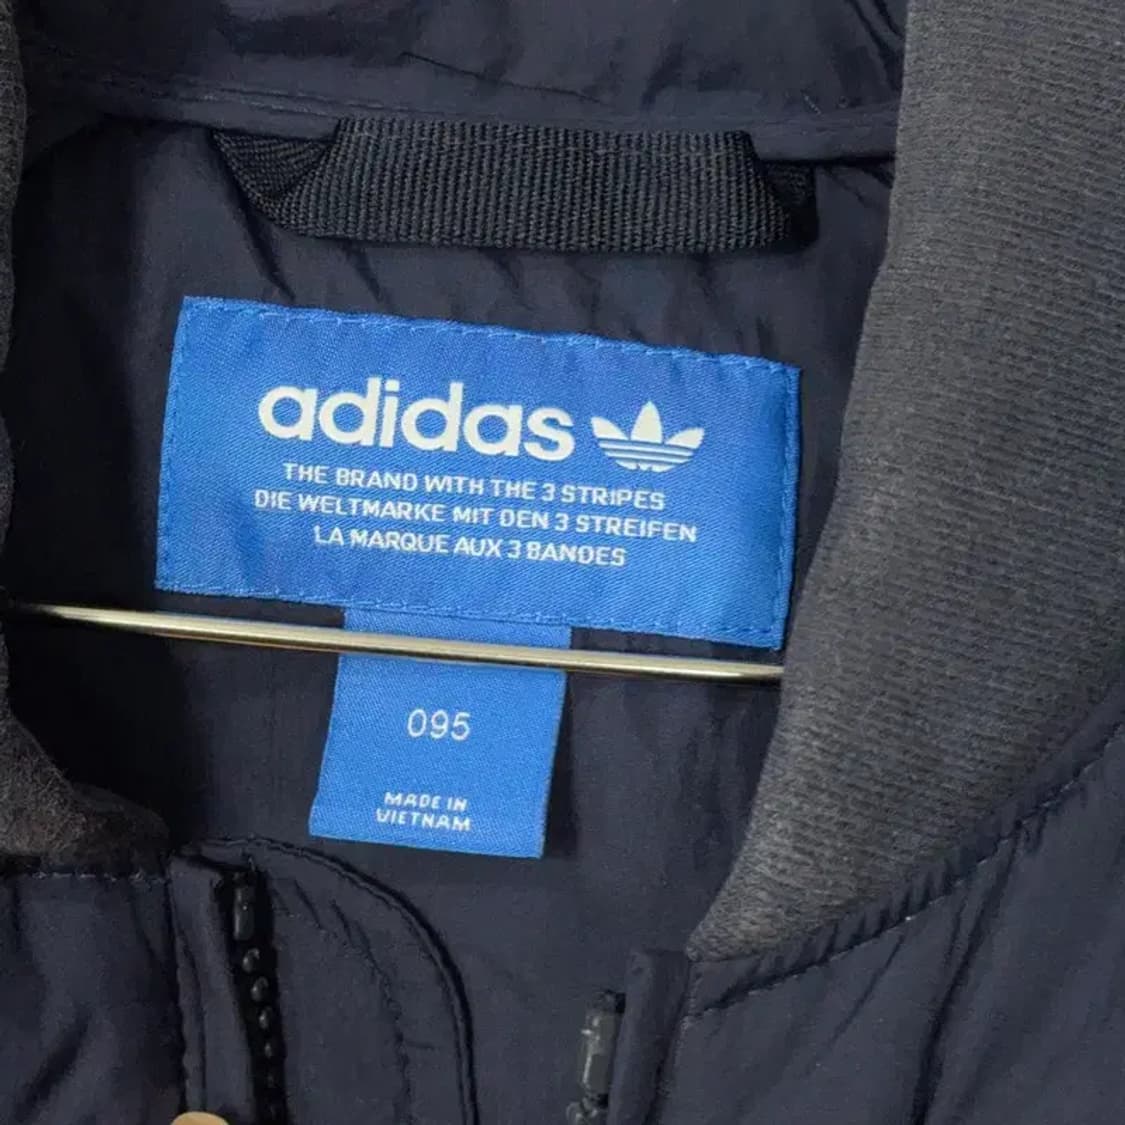 adidas
THE BRAND WITH THE 3 STRIPES
DIE WELTMARKE MIT DEN 3 STREIFEN
LA MARQUE AUX 3 BANDES
095
MADE IN
VIETNAM